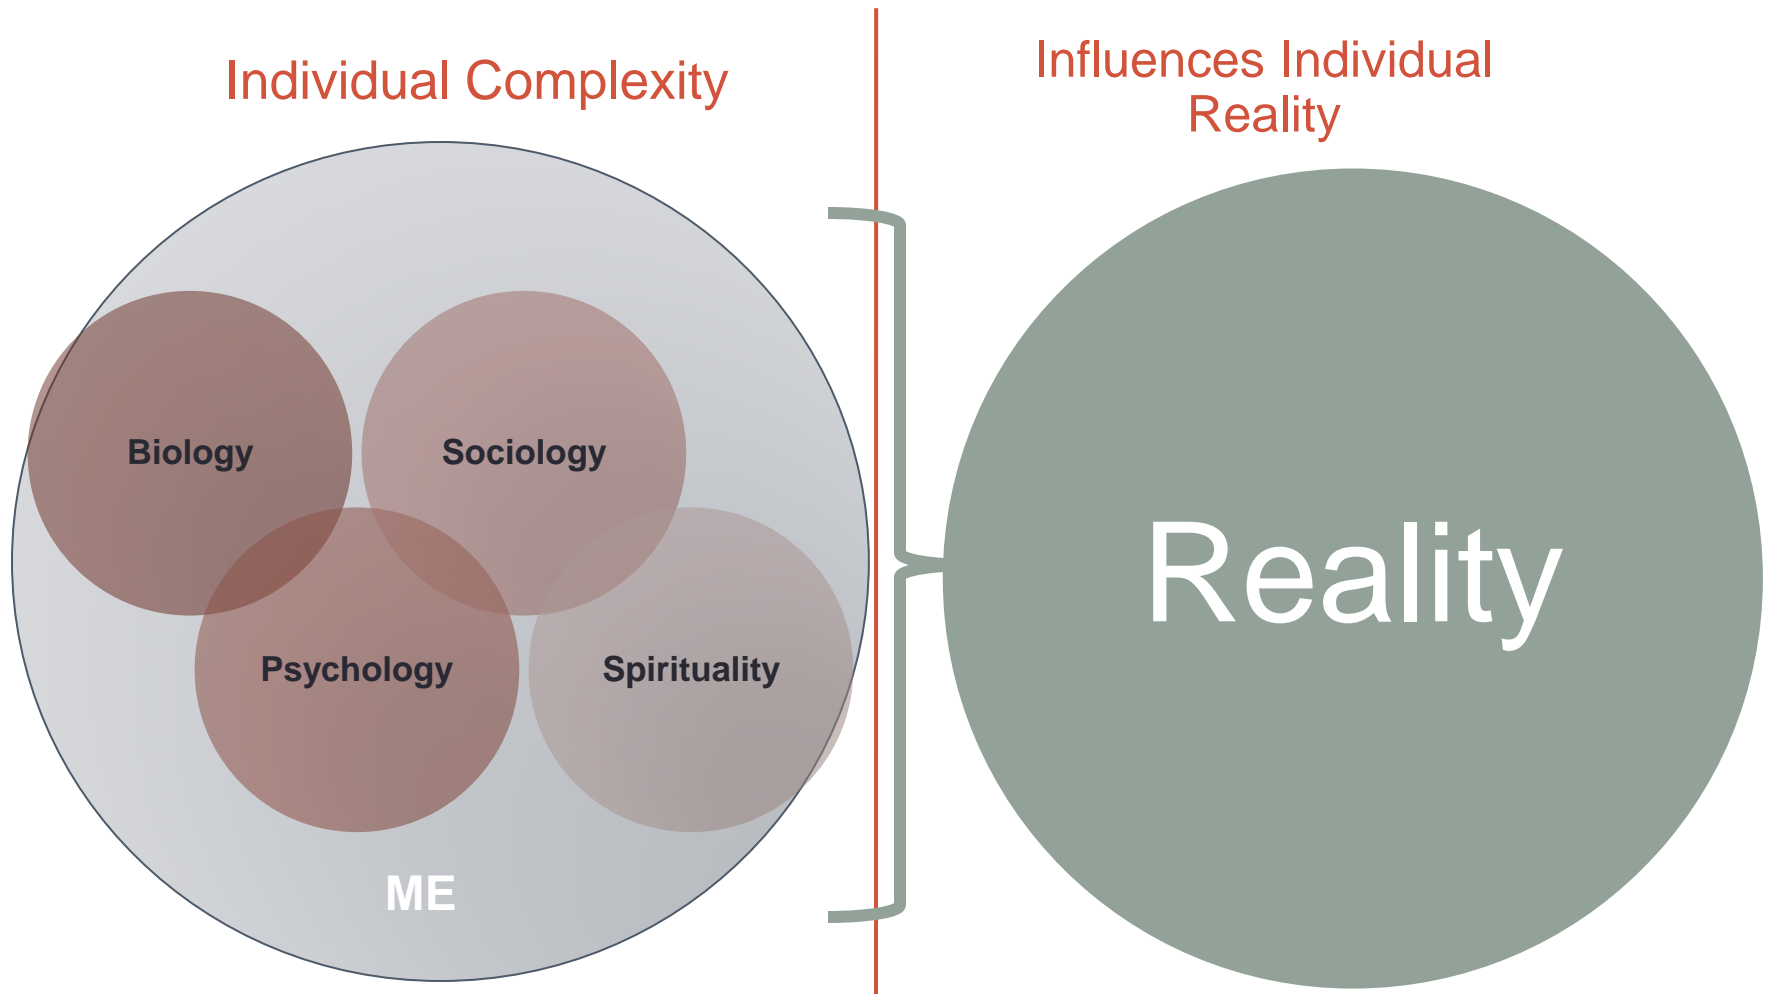 Individual Complexity
Biology
Sociology
Psychology
Spirituality
ME
Influences Individual
Reality
Reality